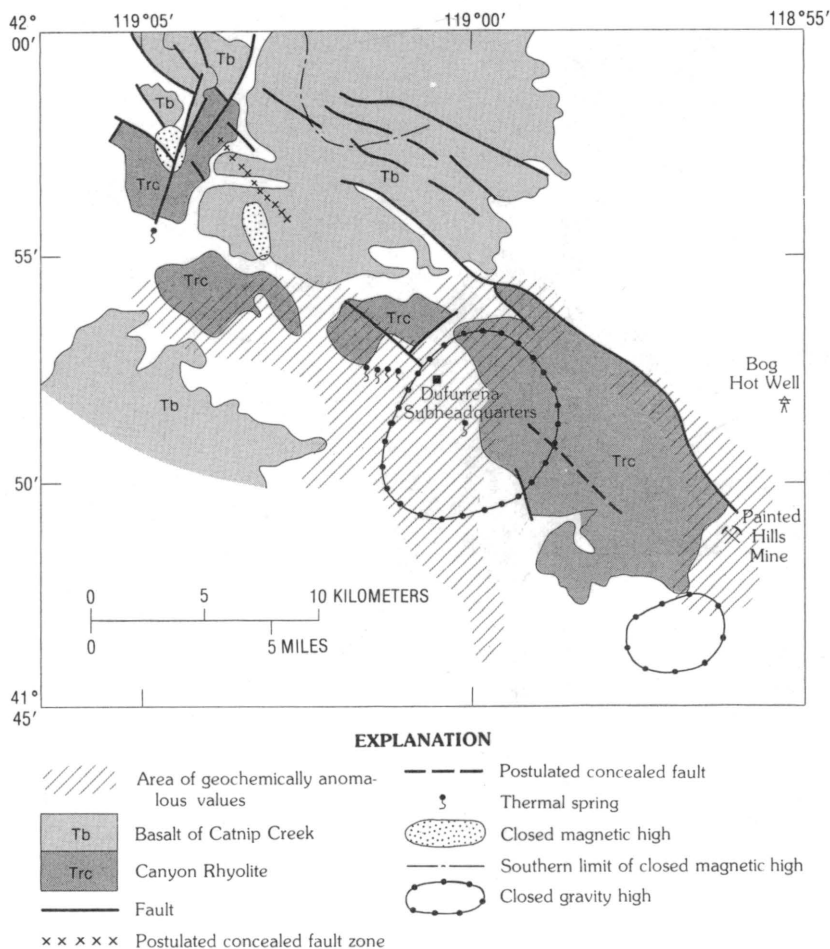 42°
00'
119°05'
119°00'
118°55'
Tb
Tb
Trc
Tb
55'
Trc
Trc
Tb
Dufurrena
Subheadquarters
Bog
Hot Well
Trc
50'
Painted
Hills
Mine
0 5 10 KILOMETERS
0 5 MILES
41°
45'
EXPLANATION
Area of geochemically anoma-
lous values
Tb Basalt of Catnip Creek
Trc Canyon Rhyolite
Fault
Postulated concealed fault zone
Postulated concealed fault
Thermal spring
Closed magnetic high
Southern limit of closed magnetic high
Closed gravity high